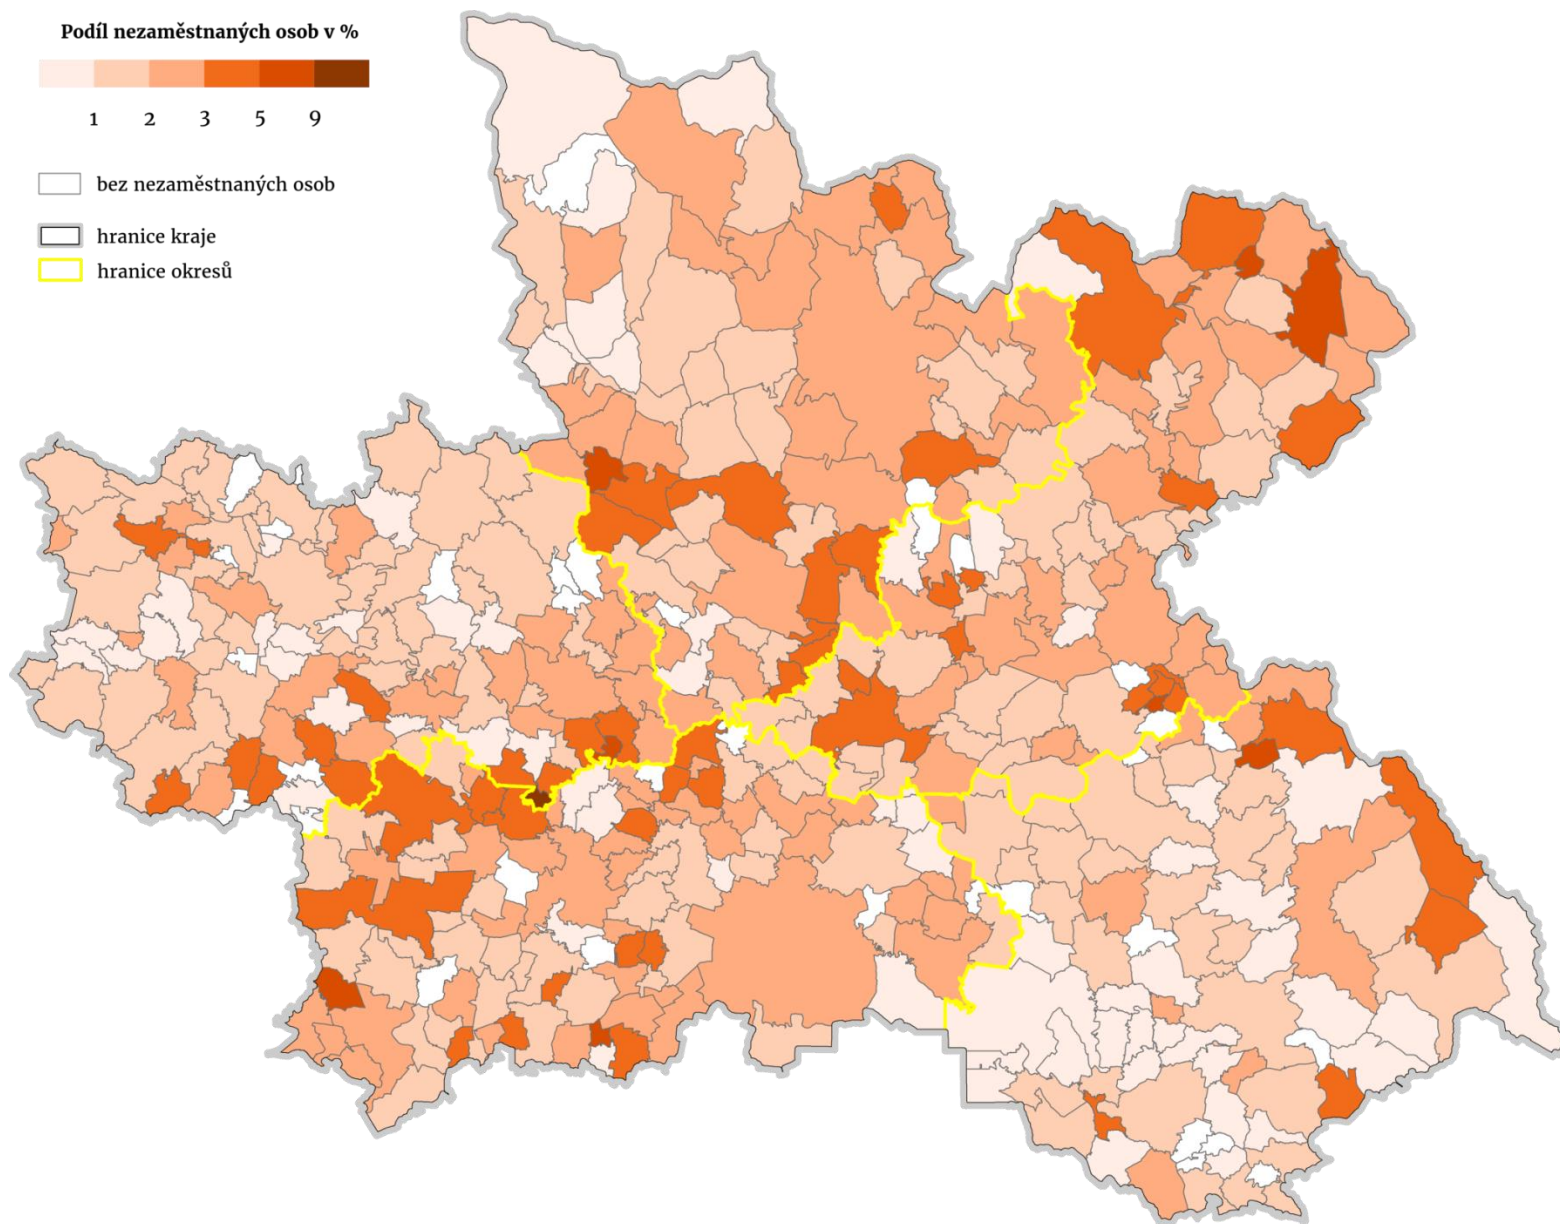 Podíl nezaměstnaných osob v %
1 2 3 5 9
bez nezaměstnaných osob
hranice kraje
hranice okresů